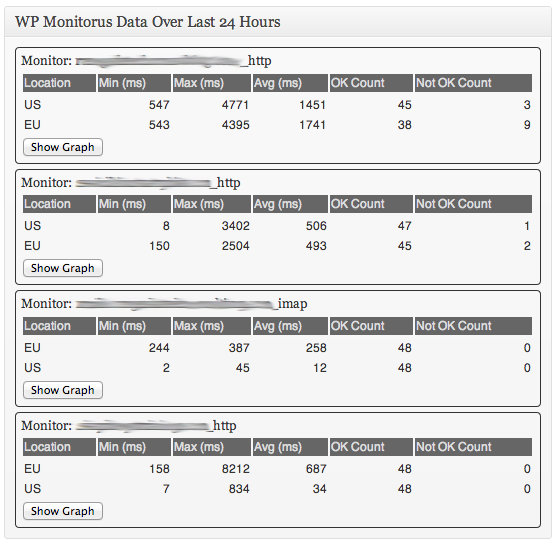 WP Monitorus Data Over Last 24 Hours
Monitor: _http
Location Min (ms) Max (ms) Avg (ms) OK Count Not OK Count
US 547 4771 1451 45 3
EU 543 4395 1741 38 9
Show Graph
Monitor: _http
Location Min (ms) Max (ms) Avg (ms) OK Count Not OK Count
US 8 3402 506 47 1
EU 150 2504 493 45 2
Show Graph
Monitor: _imap
Location Min (ms) Max (ms) Avg (ms) OK Count Not OK Count
EU 244 387 258 48 0
US 2 45 12 48 0
Show Graph
Monitor: _http
Location Min (ms) Max (ms) Avg (ms) OK Count Not OK Count
EU 158 8212 687 48 0
US 7 834 34 48 0
Show Graph